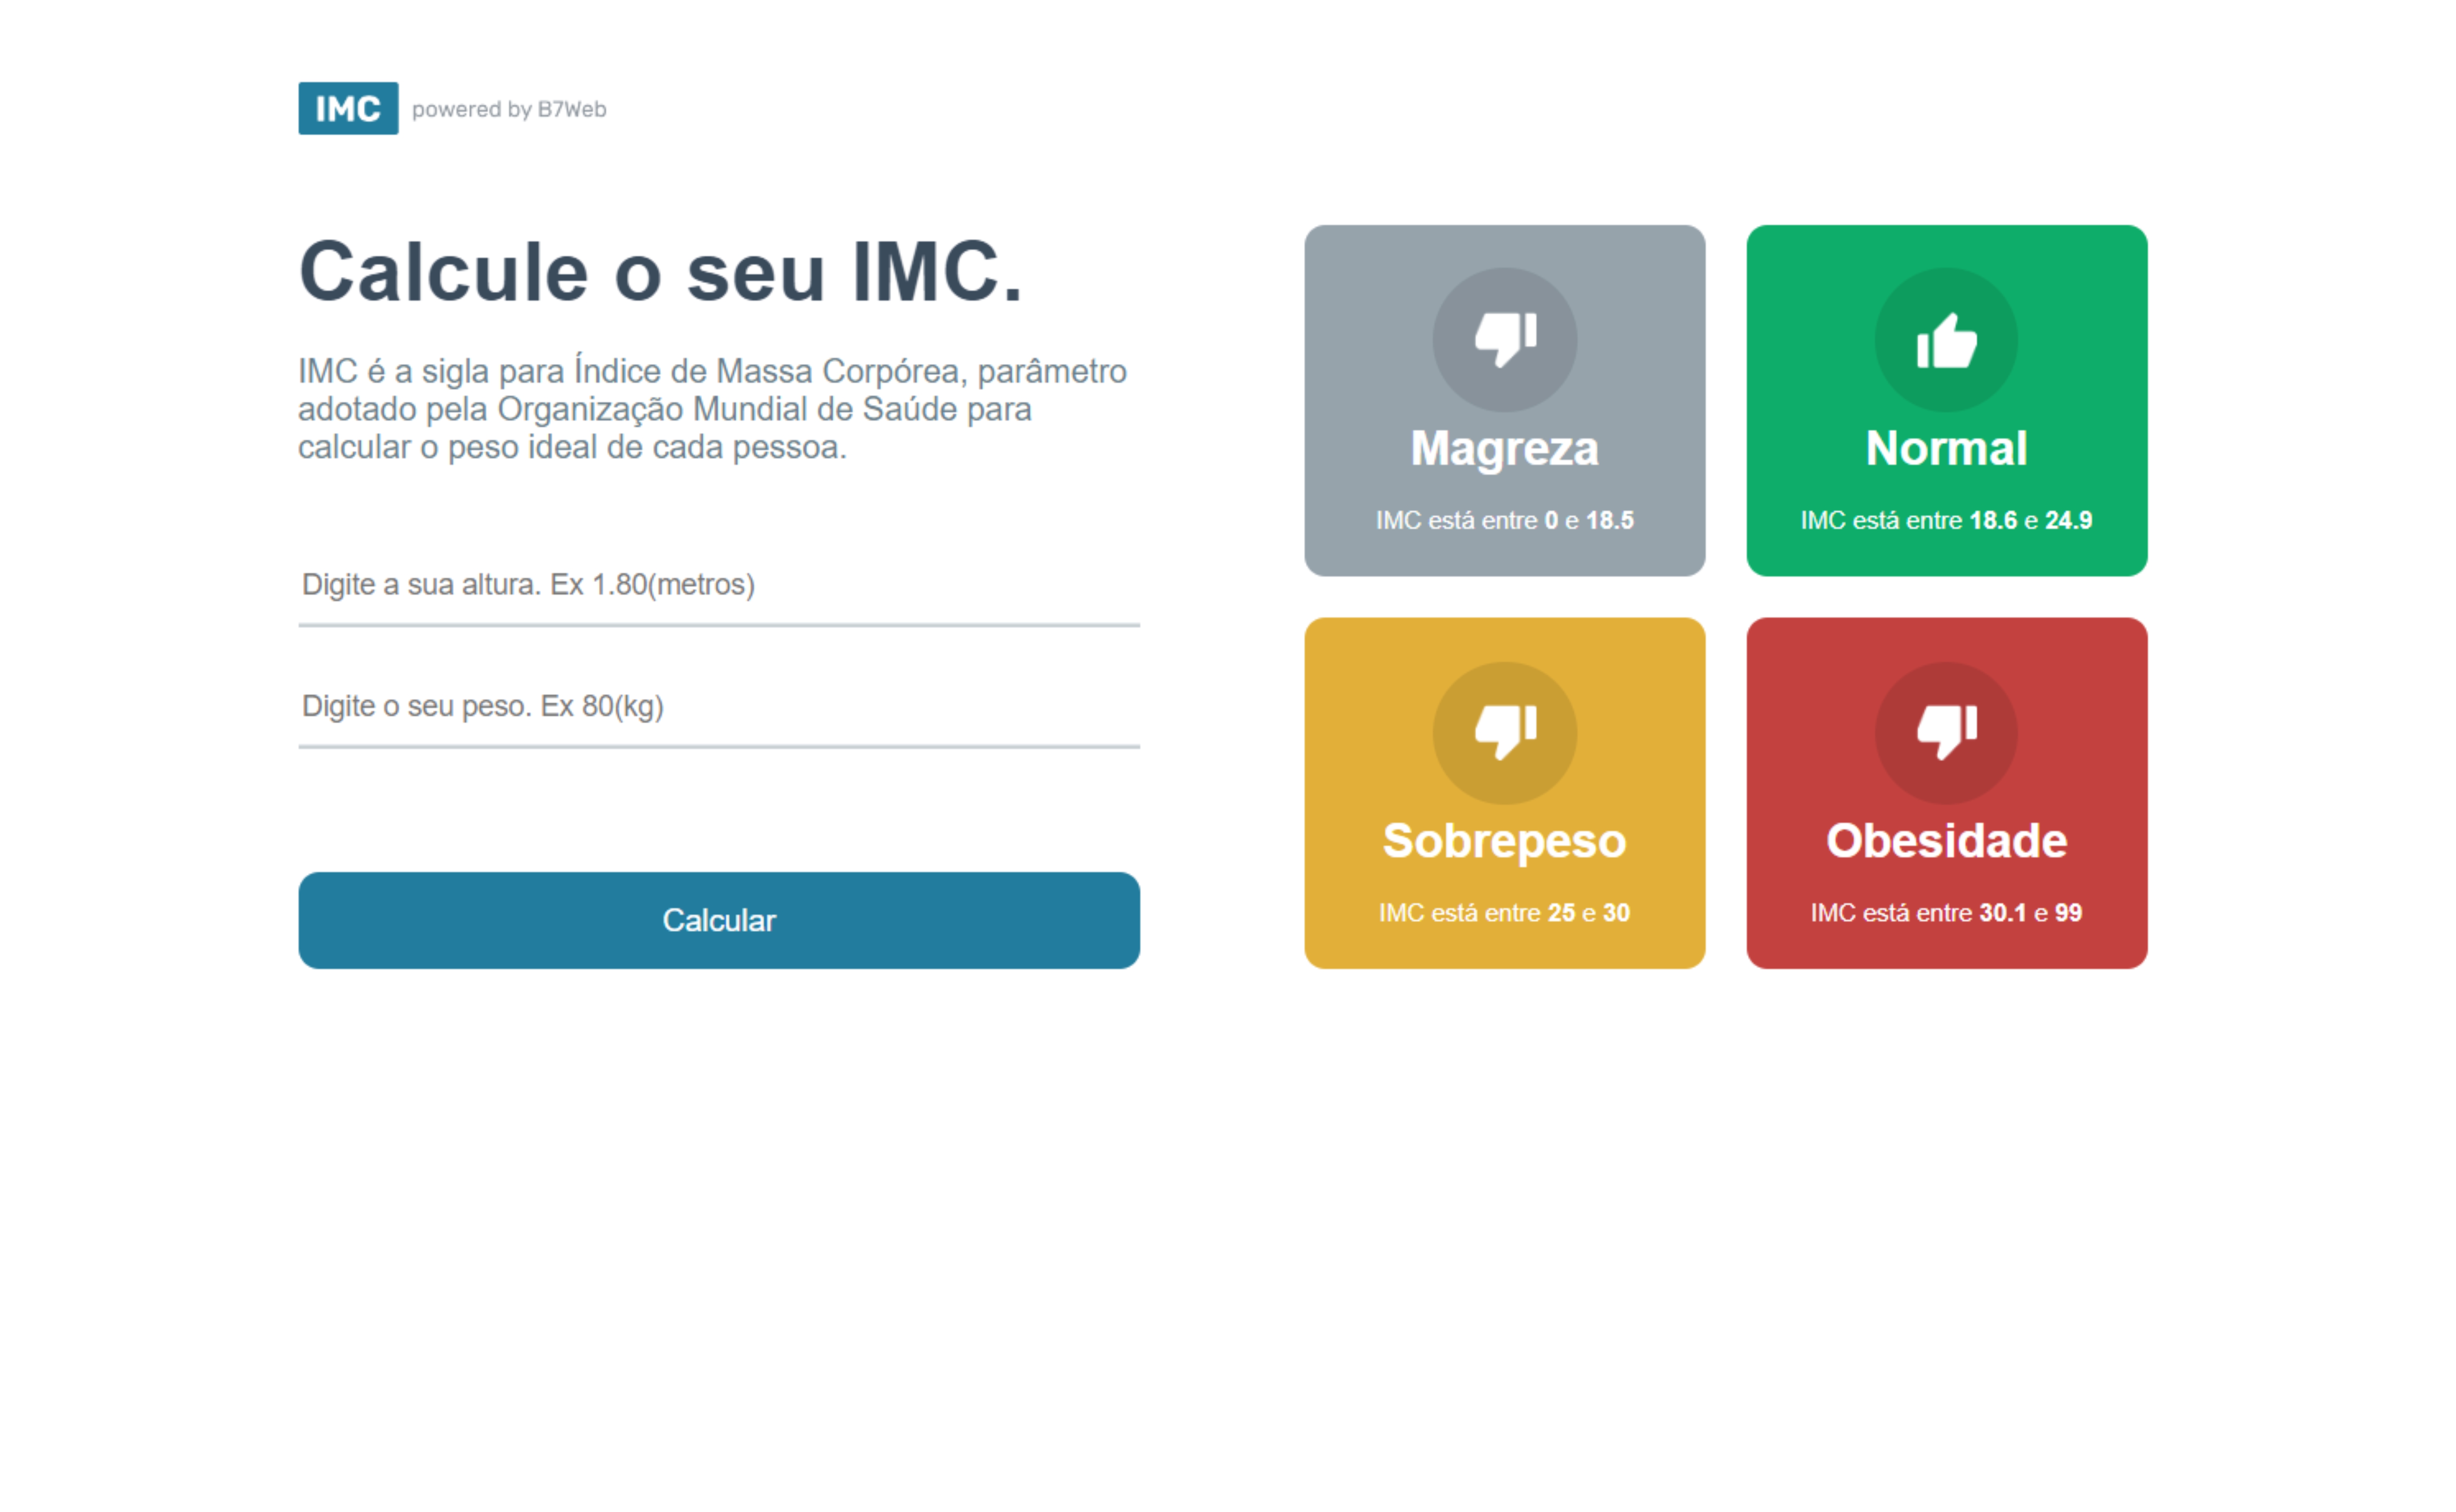 IMC powered by B7Web
Calcule o seu IMC.
IMC é a sigla para Índice de Massa Corpórea, parâmetro
adotado pela Organização Mundial de Saúde para
calcular o peso ideal de cada pessoa.
Digite a sua altura. Ex 1.80(metros)
Digite o seu peso. Ex 80(kg)
Calcular
Magreza
IMC está entre 0 e 18.5
Normal
IMC está entre 18.6 e 24.9
Sobrepeso
IMC está entre 25 e 30
Obesidade
IMC está entre 30.1 e 99